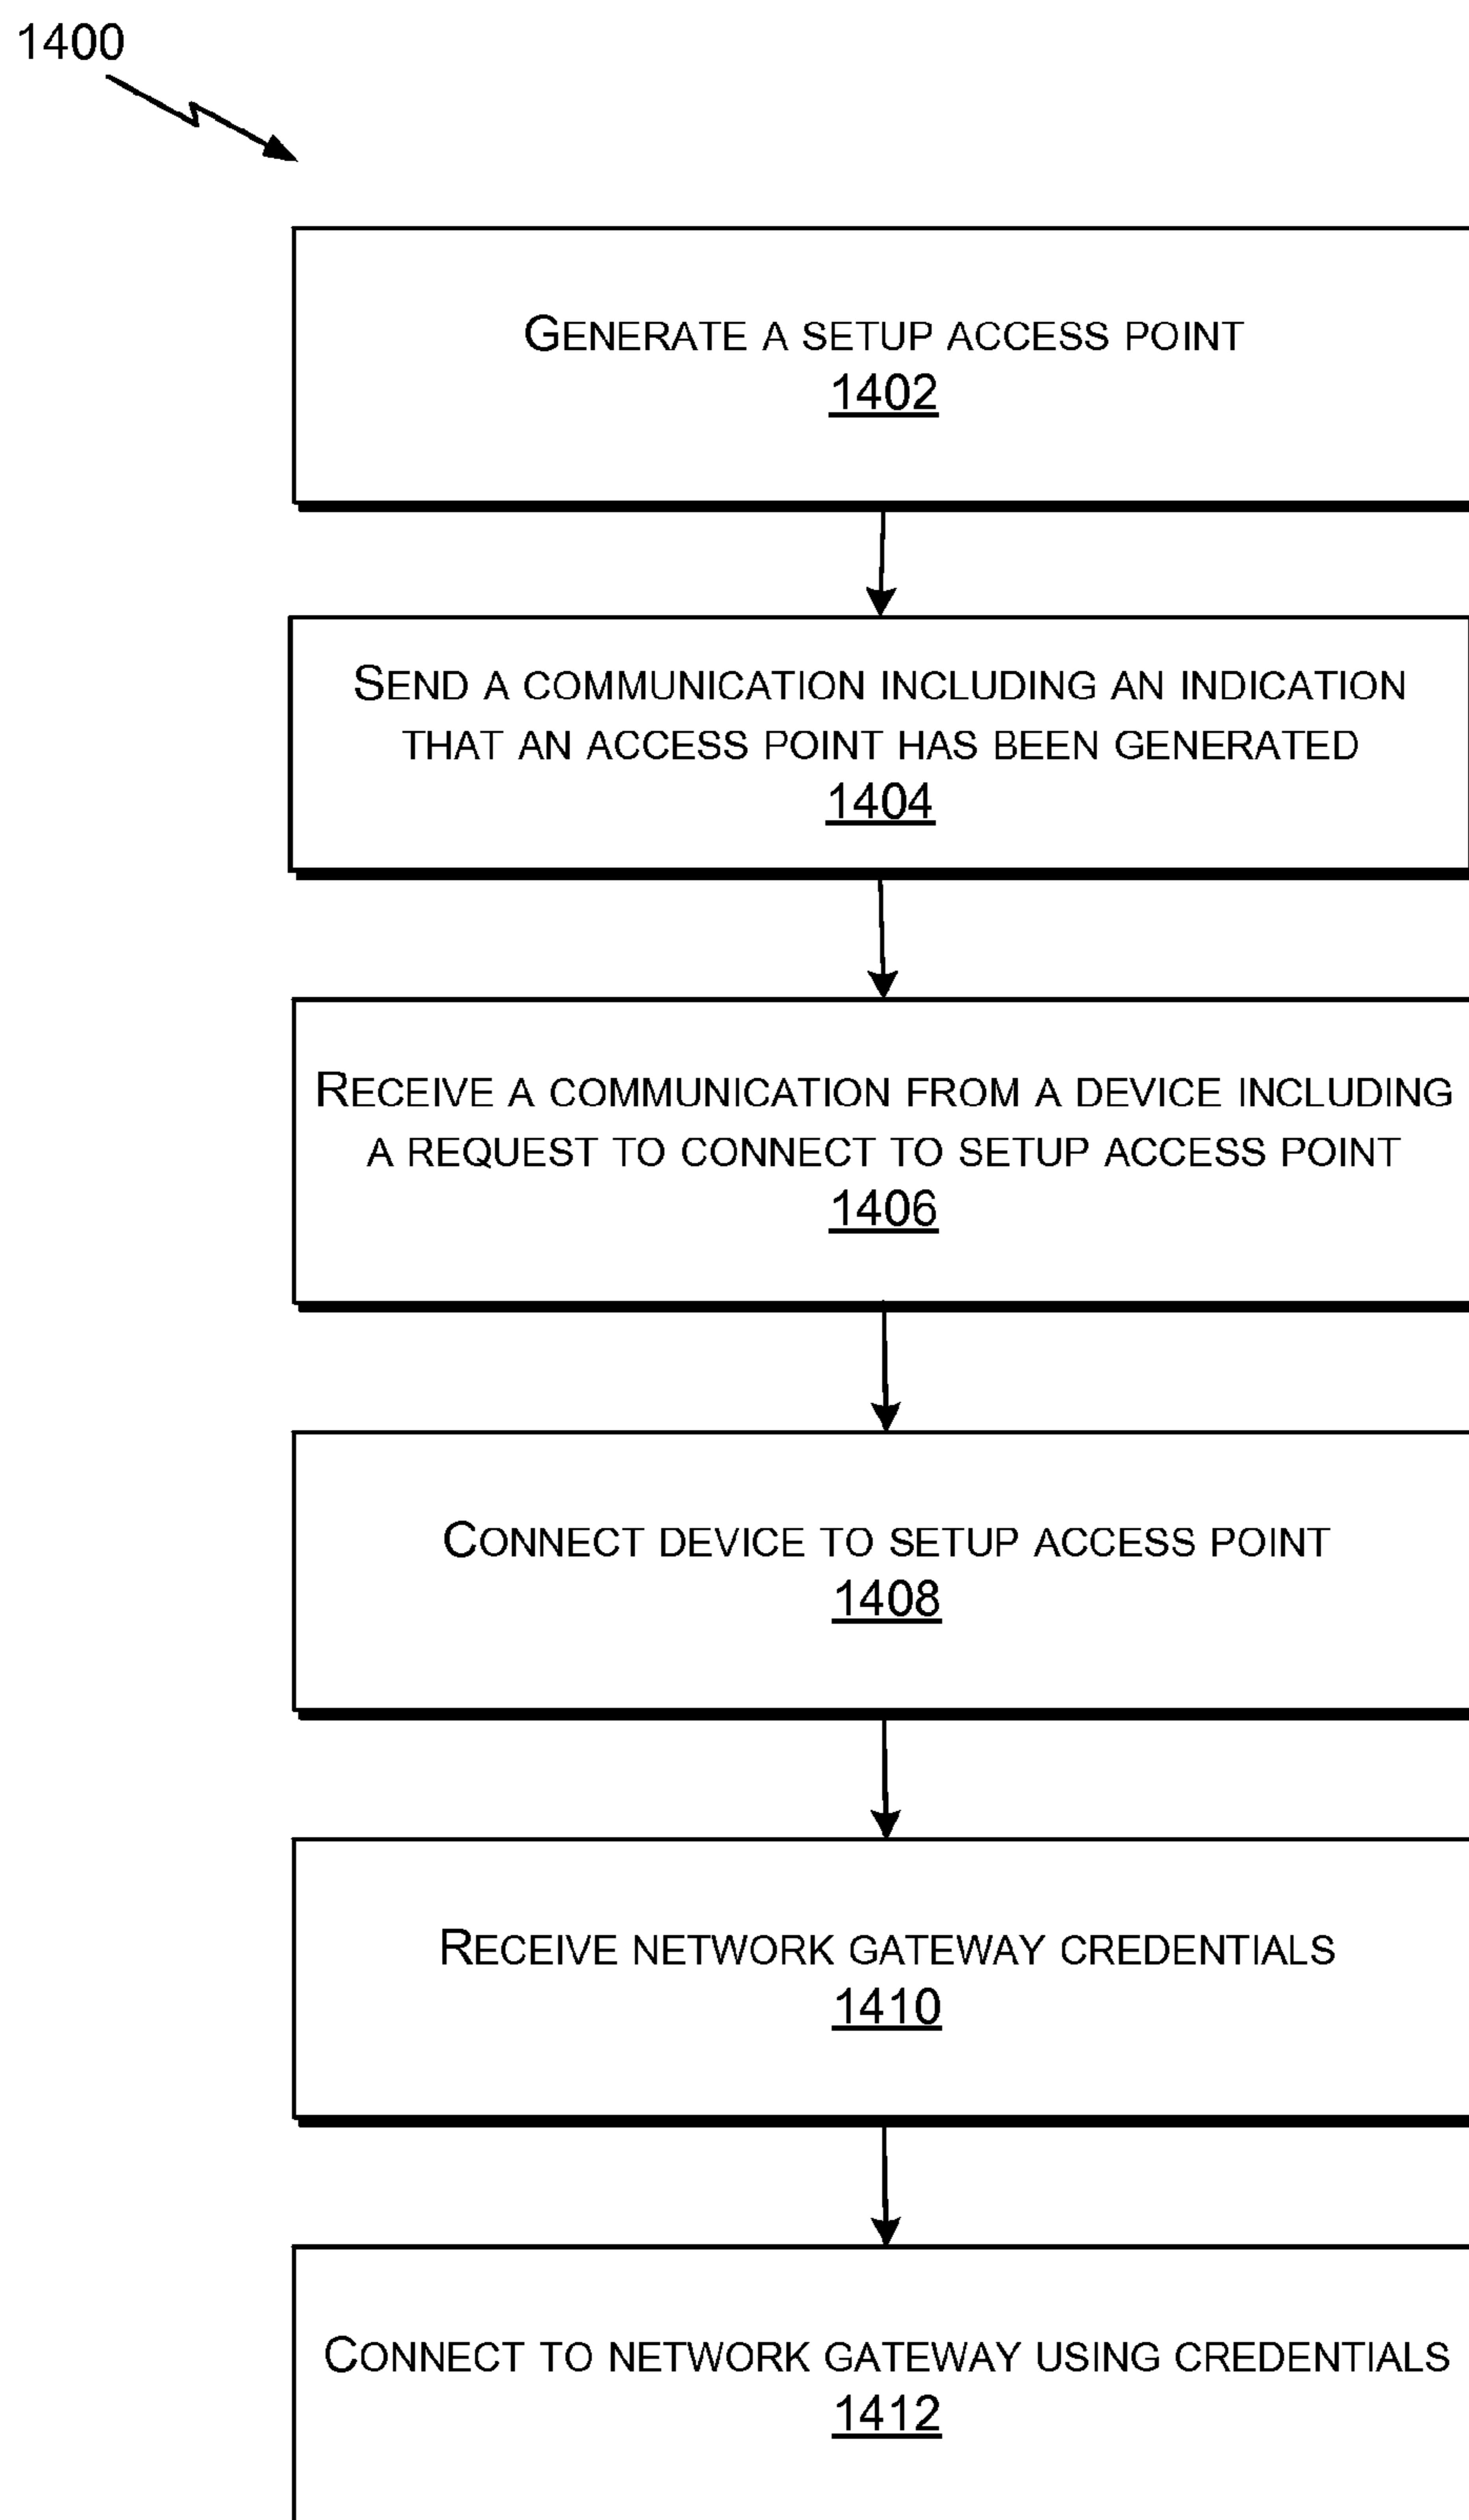 1400
GENERATE A SETUP ACCESS POINT
1402
SEND A COMMUNICATION INCLUDING AN INDICATION
THAT AN ACCESS POINT HAS BEEN GENERATED
1404
RECEIVE A COMMUNICATION FROM A DEVICE INCLUDING
A REQUEST TO CONNECT TO SETUP ACCESS POINT
1406
CONNECT DEVICE TO SETUP ACCESS POINT
1408
RECEIVE NETWORK GATEWAY CREDENTIALS
1410
CONNECT TO NETWORK GATEWAY USING CREDENTIALS
1412